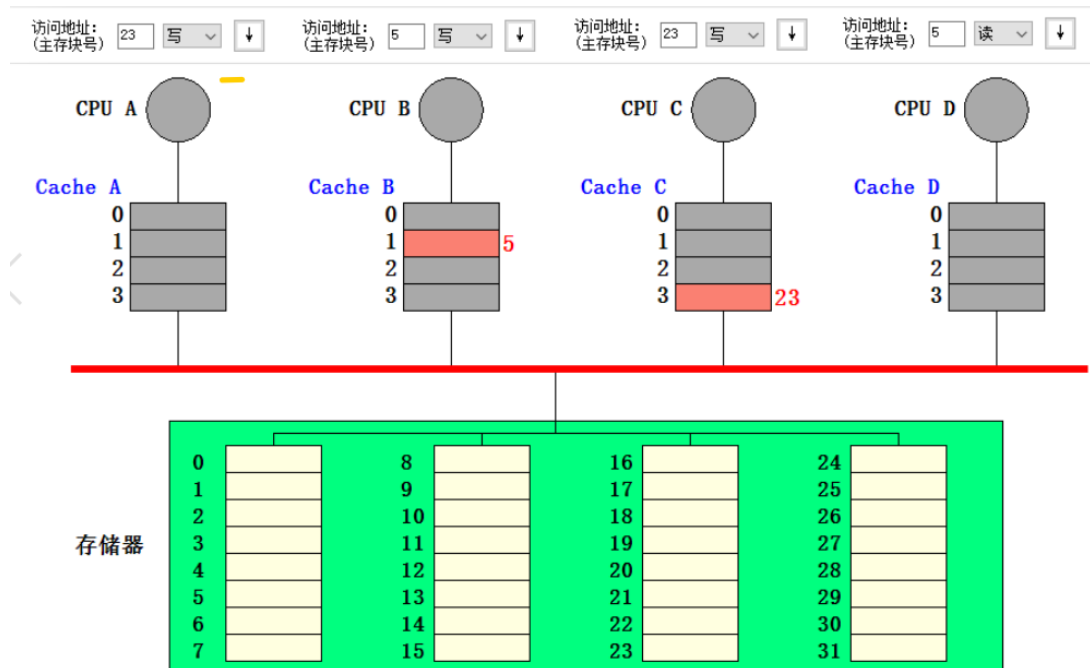 访问地址: 23 写 ↓ 访问地址: 5 写 ↓ 访问地址: 23 写 ↓ 访问地址: 5 读 ↓
(主存块号) (主存块号) (主存块号) (主存块号)
CPU A CPU B CPU C CPU D
Cache A Cache B Cache C Cache D
0 0 0 0
1 1 5 1 1
2 2 2 2
3 3 3 23 3
0 8 16 24
1 9 17 25
2 10 18 26
存储器 3 11 19 27
4 12 20 28
5 13 21 29
6 14 22 30
7 15 23 31